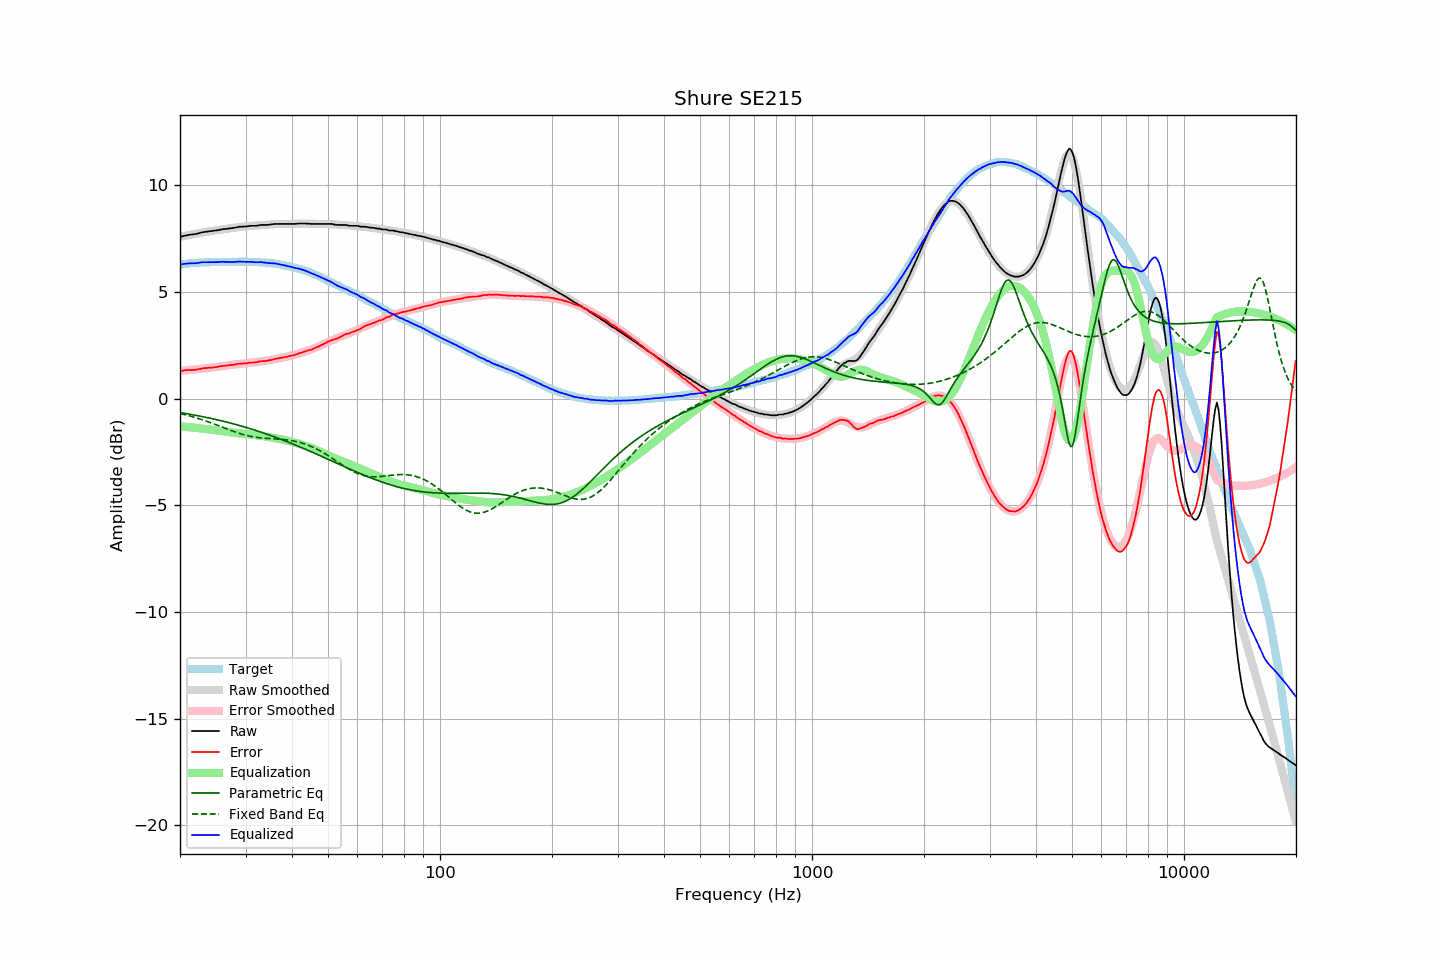 Shure SE215
Amplitude (dBr)
10
5
0
−5
−10
−15
−20
Target
Raw Smoothed
Error Smoothed
Raw
Error
Equalization
Parametric Eq
Fixed Band Eq
Equalized
100
1000
10000
Frequency (Hz)